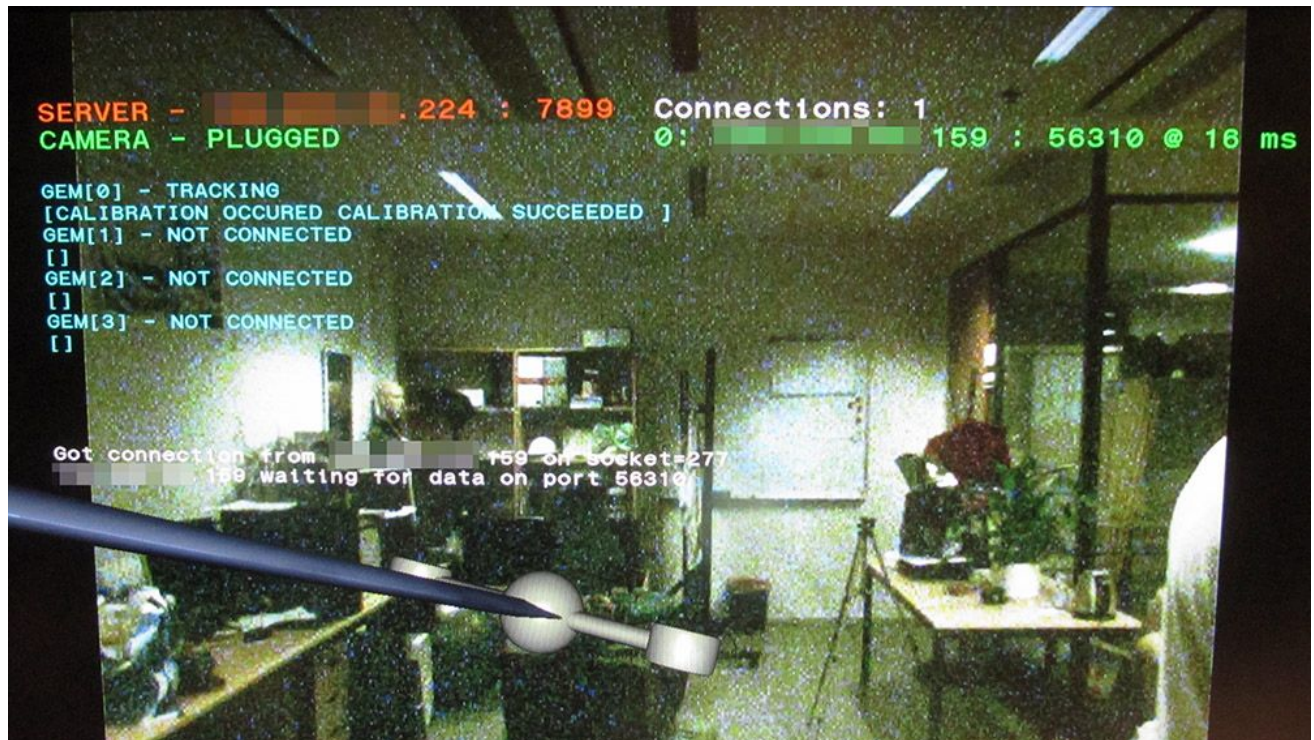 SERVER - .224 : 7899
Connections: 1
CAMERA - PLUGGED
0: 159 : 56310 @ 16 ms
GEM[0] - TRACKING
[CALIBRATION OCCURED CALIBRATION SUCCEEDED ]
GEM[1] - NOT CONNECTED
[]
GEM[2] - NOT CONNECTED
[]
GEM[3] - NOT CONNECTED
[]
Got connection from 159 on socket=277
159 waiting for data on port 56310